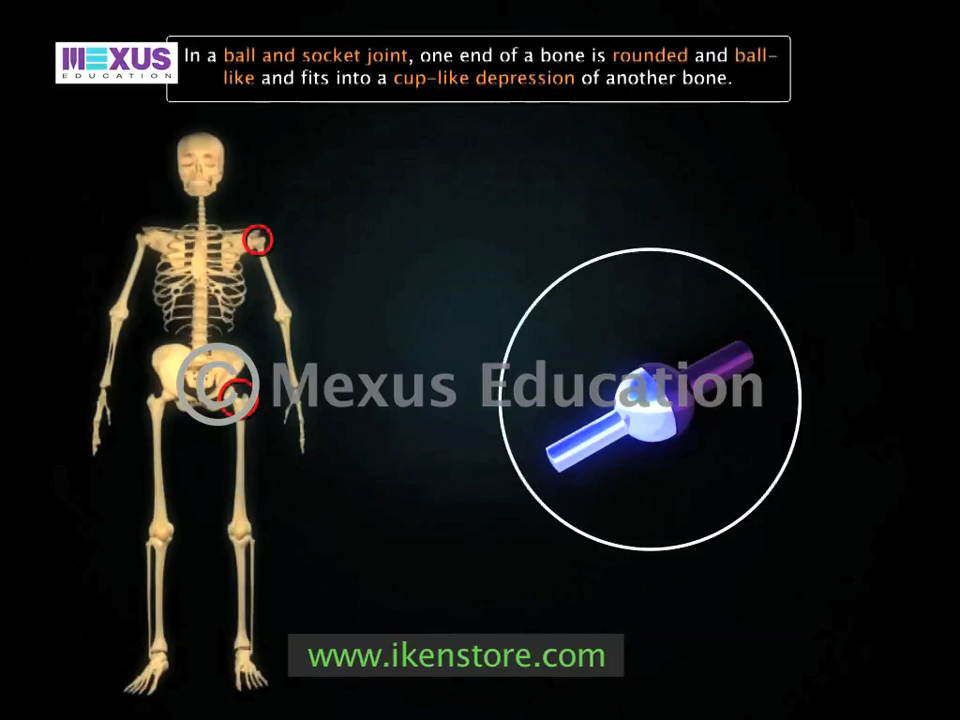 MEXUS
EDUCATION
In a ball and socket joint, one end of a bone is rounded and ball-
like and fits into a cup-like depression of another bone.
© Mexus Education
www.ikenstore.com